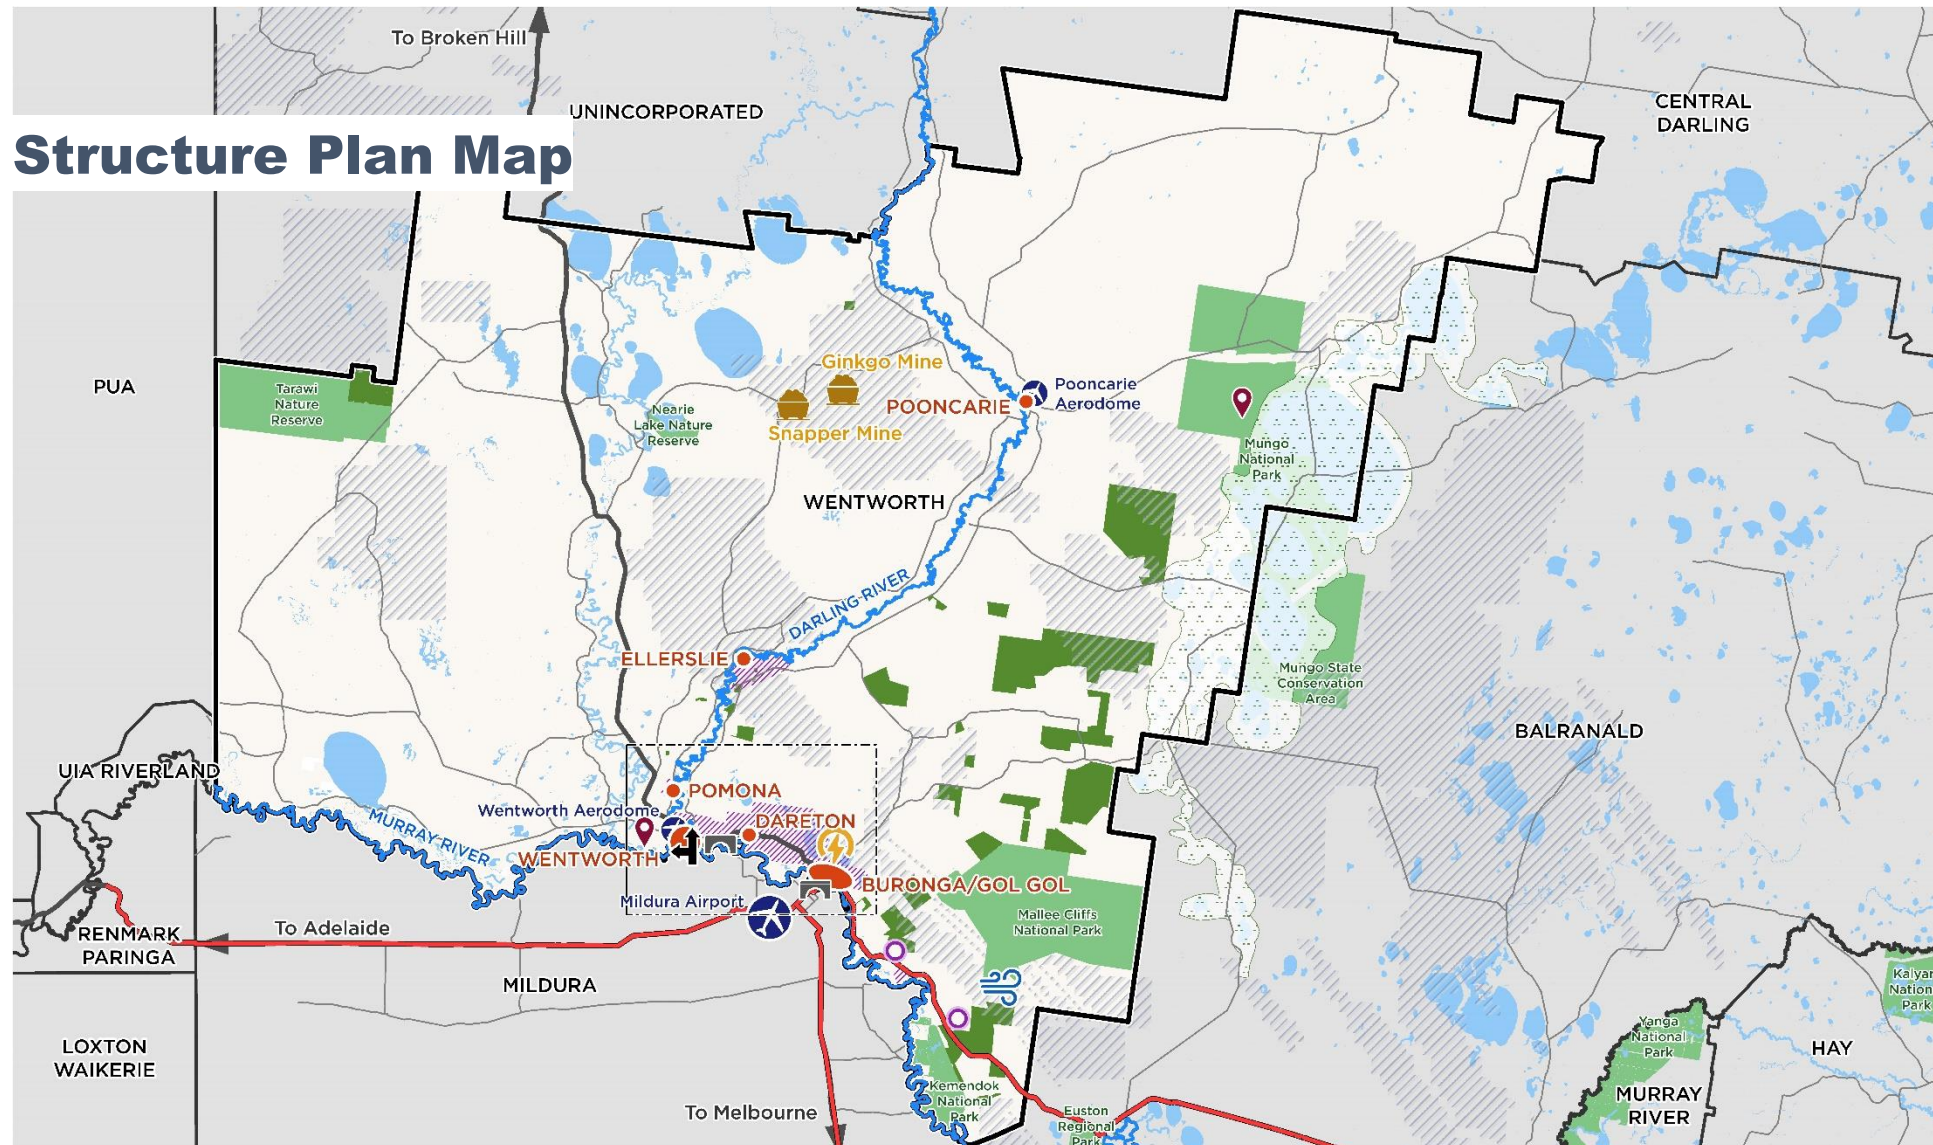 To Broken Hill
UNINCORPORATED
CENTRAL
DARLING
Structure Plan Map
PUA
Tarawi
Nature
Reserve
Nearie
Lake Nature
Reserve
Ginkgo Mine
Snapper Mine
POONCARIE
Pooncarie
Aerodome
Mungo
National
Park
WENTWORTH
DARLING RIVER
ELLERSLIE
Mungo State
Conservation
Area
BALRANALD
UIA RIVERLAND
MURRAY RIVER
POMONA
Wentworth Aerodome
DARETON
WENTWORTH
BURONGA/GOL GOL
Mildura Airport
Mallee Cliffs
National Park
To Adelaide
RENMARK
PARINGA
MILDURA
LOXTON
WAIKERIE
To Melbourne
Kemendok
National
Park
Euston
Regional
Park
Yanga
National
Park
MURRAY
RIVER
HAY
Kalyar
Nation
Park